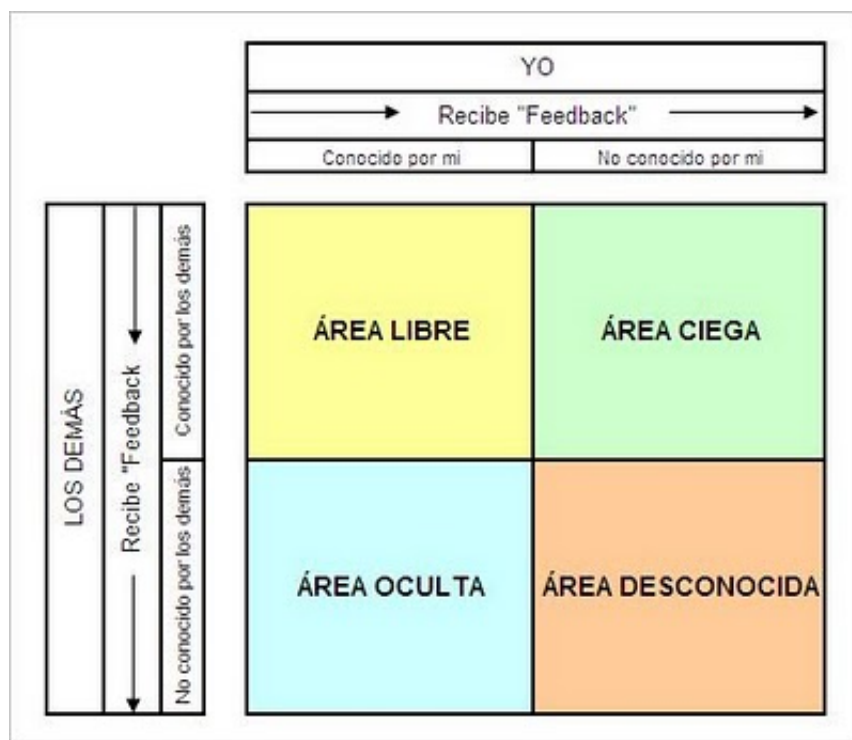 YO
Recibe "Feedback"
Conocido por mi
No conocido por mi
LOS DEMÁS
Recibe "Feedback
Conocido por los demás
No conocido por los demás
ÁREA LIBRE
ÁREA CIEGA
ÁREA OCULTA
ÁREA DESCONOCIDA